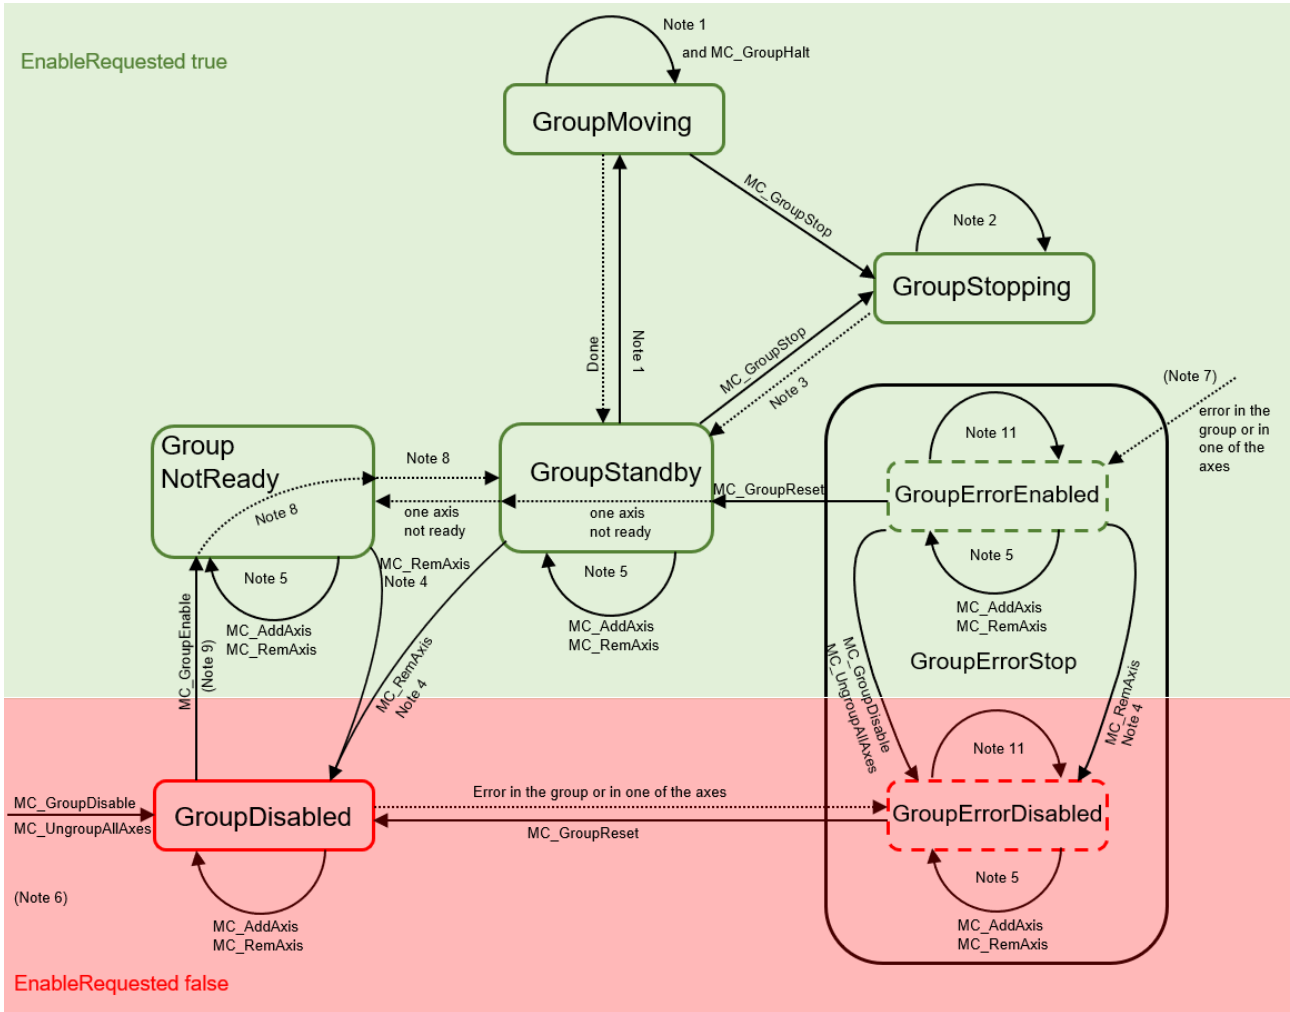 EnableRequested true
Note 1
and MC_GroupHalt
GroupMoving
MC_GroupStop
Note 2
GroupStopping
Done
Note 1
MC_GroupStop
Note 3
(Note 7)
error in the
group or in
one of the
axes
Group
NotReady
Note 8
Note 8
one axis
not ready
GroupStandby
one axis
not ready
MC_GroupReset
Note 11
GroupErrorEnabled
Note 5
MC_AddAxis
MC_RemAxis
Note 5
MC_AddAxis
MC_RemAxis
MC_RemAxis
Note 4
Note 5
MC_AddAxis
MC_RemAxis
GroupErrorStop
MC_GroupEnable
(Note 9)
MC_RemAxis
Note 4
MC_GroupDisable
MC_UngroupAllAxes
MC_RemAxis
Note 4
Note 11
MC_GroupDisable
MC_UngroupAllAxes
GroupDisabled
Error in the group or in one of the axes
MC_GroupReset
GroupErrorDisabled
Note 5
MC_AddAxis
MC_RemAxis
(Note 6)
MC_AddAxis
MC_RemAxis
EnableRequested false